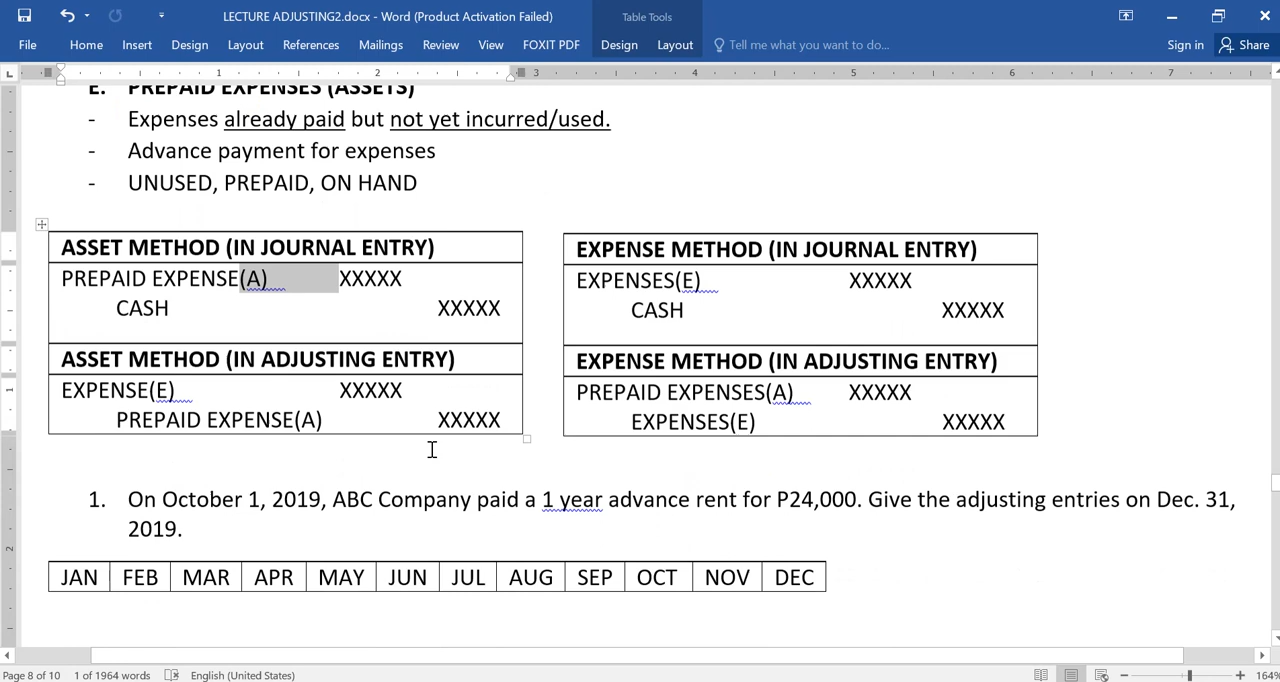 LECTURE ADJUSTING2.docx - Word (Product Activation Failed)
Table Tools
File Home Insert Design Layout References Mailings Review View FOXIT PDF Design Layout Tell me what you want to do... Sign in Share
1 2 3 4 5 6 7
E. PREPAID EXPENSES (ASSETS)
- Expenses already paid but not yet incurred/used.
- Advance payment for expenses
- UNUSED, PREPAID, ON HAND
ASSET METHOD (IN JOURNAL ENTRY)
PREPAID EXPENSE(A) XXXXX
CASH XXXXX
ASSET METHOD (IN ADJUSTING ENTRY)
EXPENSE(E) XXXXX
PREPAID EXPENSE(A) XXXXX
EXPENSE METHOD (IN JOURNAL ENTRY)
EXPENSES(E) XXXXX
CASH XXXXX
EXPENSE METHOD (IN ADJUSTING ENTRY)
PREPAID EXPENSES(A) XXXXX
EXPENSES(E) XXXXX
1. On October 1, 2019, ABC Company paid a 1 year advance rent for P24,000. Give the adjusting entries on Dec. 31,
2019.
JAN FEB MAR APR MAY JUN JUL AUG SEP OCT NOV DEC
Page 8 of 10 1 of 1964 words English (United States) 164%